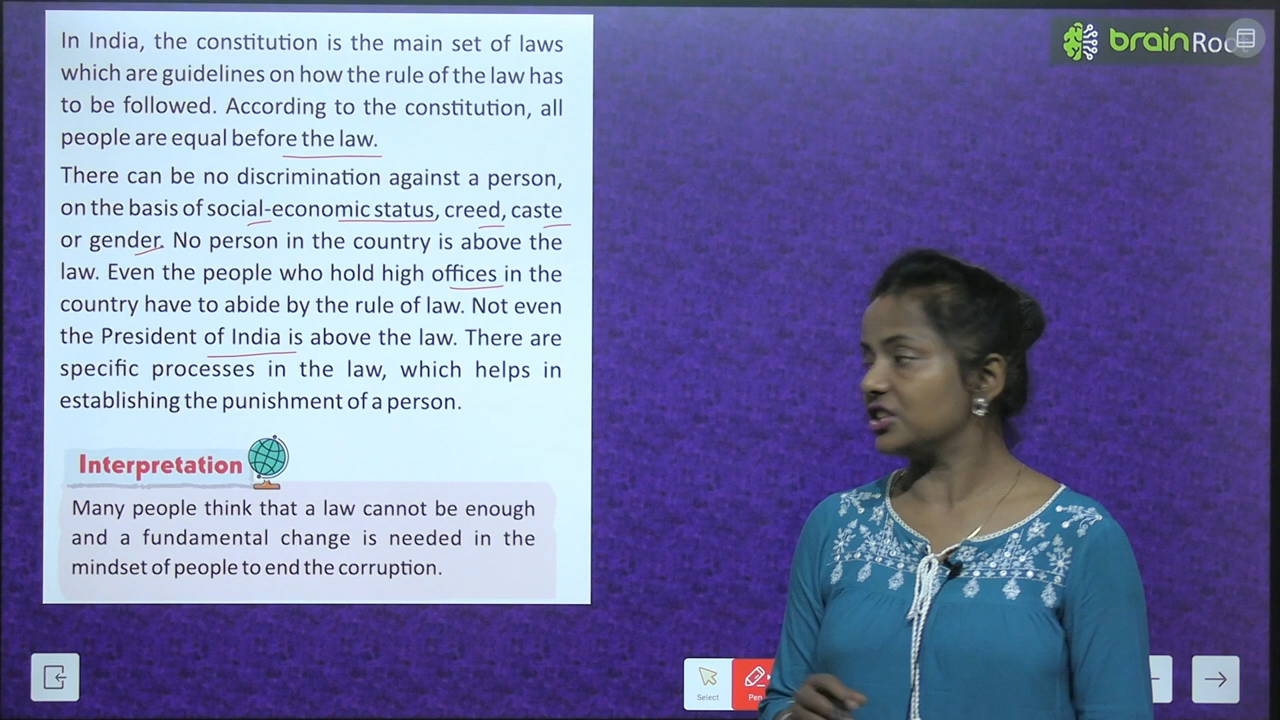 In India, the constitution is the main set of laws
which are guidelines on how the rule of the law has
to be followed. According to the constitution, all
people are equal before the law.
There can be no discrimination against a person,
on the basis of social-economic status, creed, caste
or gender. No person in the country is above the
law. Even the people who hold high offices in the
country have to abide by the rule of law. Not even
the President of India is above the law. There are
specific processes in the law, which helps in
establishing the punishment of a person.
Interpretation
Many people think that a law cannot be enough
and a fundamental change is needed in the
mindset of people to end the corruption.
brainRoot
Select
Pen